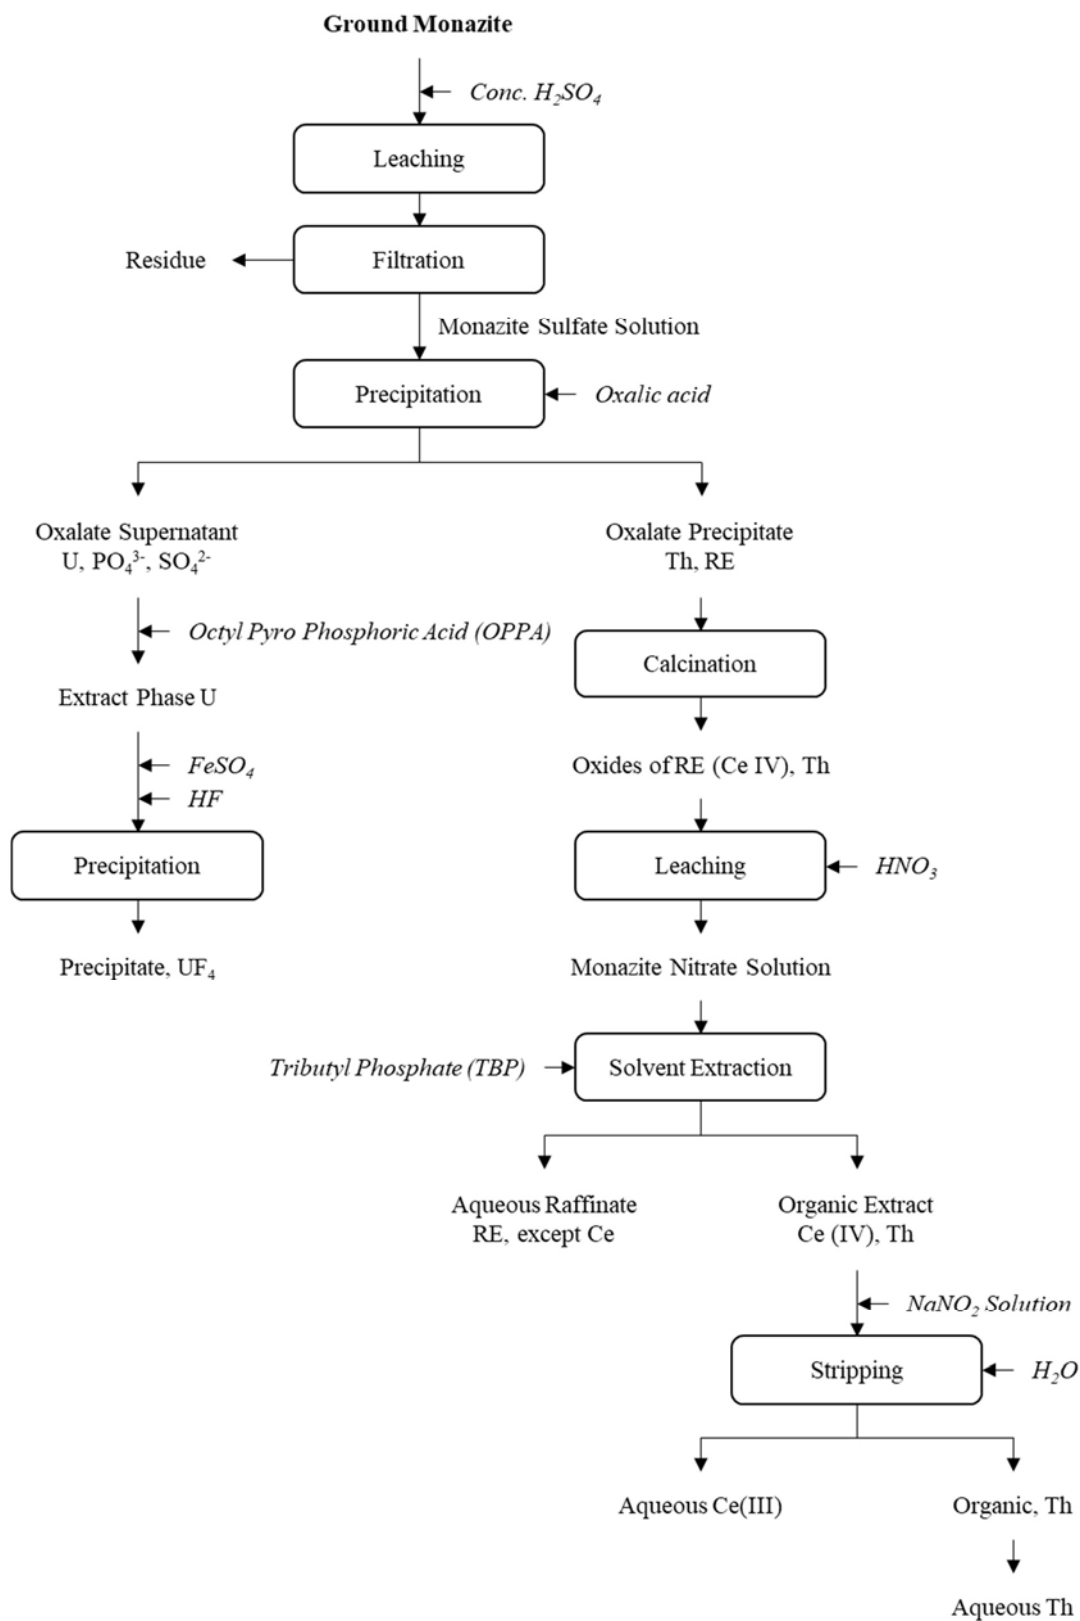 Ground Monazite
Conc. H₂SO₄
Leaching
Residue
Filtration
Monazite Sulfate Solution
Precipitation
Oxalic acid
Oxalate Supernatant
U, PO₄³⁻, SO₄²⁻
Oxalate Precipitate
Th, RE
Octyl Pyro Phosphoric Acid (OPPA)
Calcination
Extract Phase U
FeSO₄
HF
Oxides of RE (Ce IV), Th
Precipitation
Leaching
HNO₃
Precipitate, UF₄
Monazite Nitrate Solution
Tributyl Phosphate (TBP)
Solvent Extraction
Aqueous Raffinate
RE, except Ce
Organic Extract
Ce (IV), Th
NaNO₂ Solution
Stripping
H₂O
Aqueous Ce(III)
Organic, Th
Aqueous Th